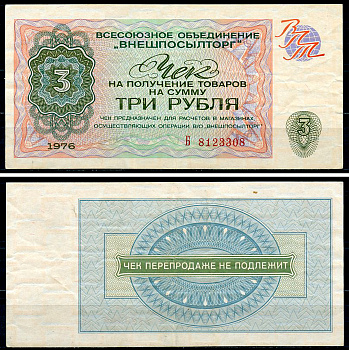 ВСЕСОЮЗНОЕ ОБЪЕДИНЕНИЕ
„ВНЕШПОСЫЛТОРГ"
ВПТ
3
Чек
НА ПОЛУЧЕНИЕ ТОВАРОВ
НА СУММУ
ТРИ РУБЛЯ
ЧЕК ПРЕДНАЗНАЧЕН ДЛЯ РАСЧЕТОВ В МАГАЗИНАХ,
ОСУЩЕСТВЛЯЮЩИХ ОПЕРАЦИИ В/О „ВНЕШПОСЫЛТОРГ"
3
1976
Б 8123308
ЧЕК ПЕРЕПРОДАЖЕ НЕ ПОДЛЕЖИТ